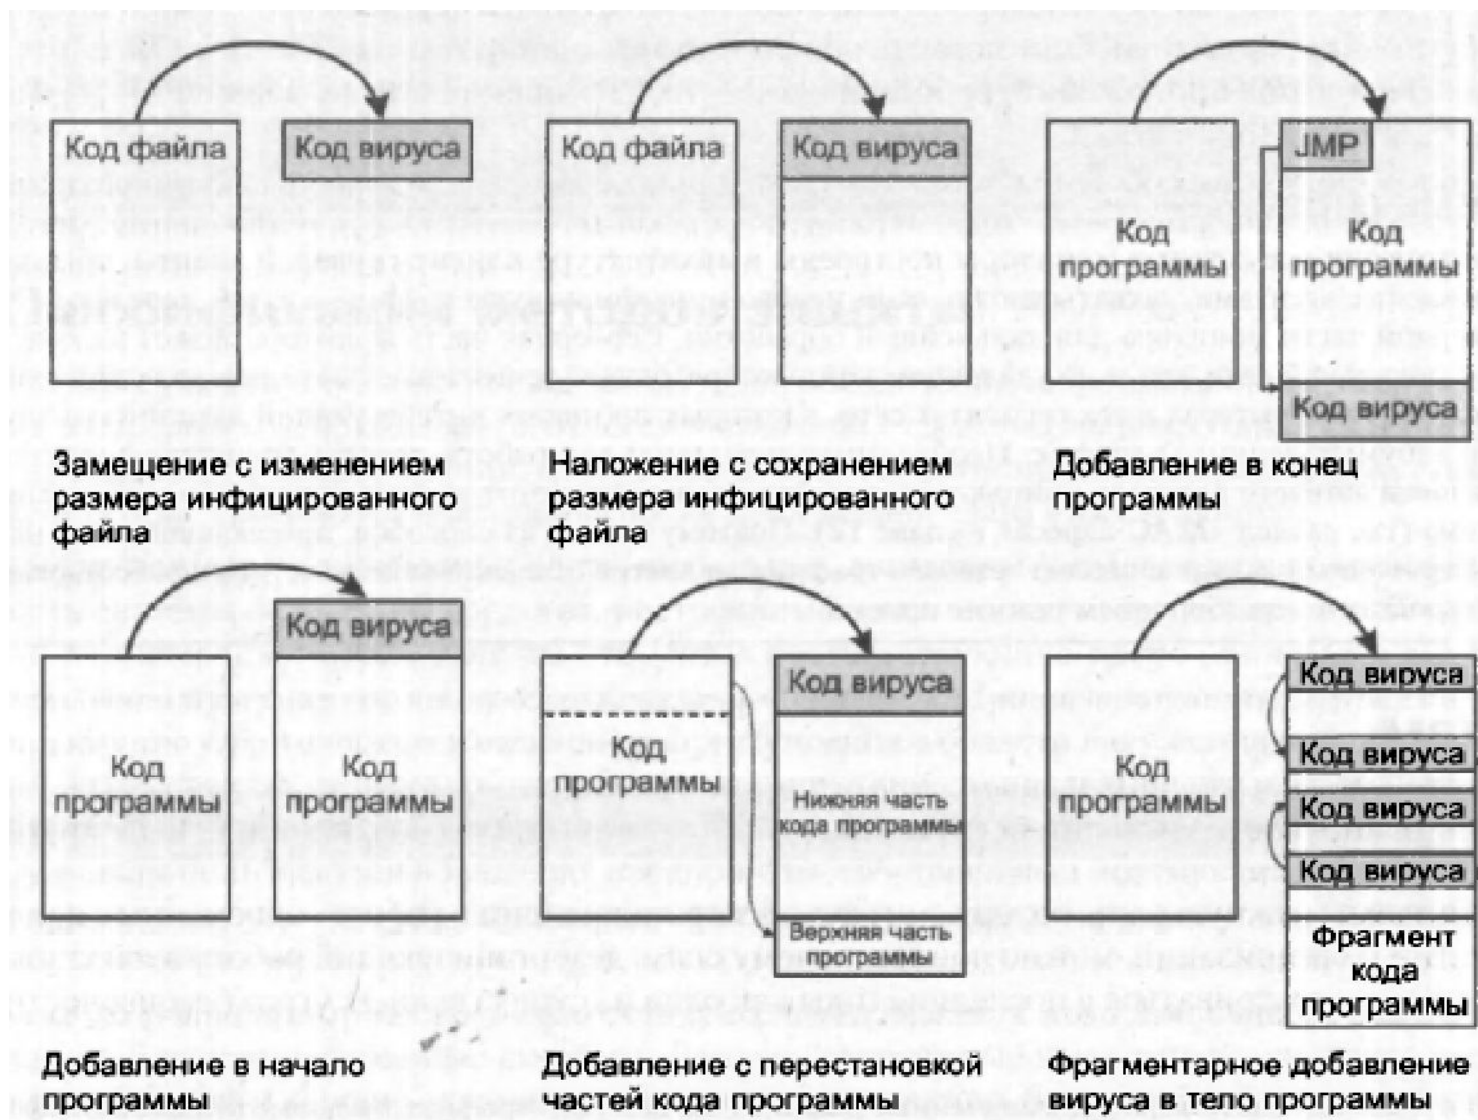 Код файла
Код вируса
Замещение с изменением
размера инфицированного
файла
Код файла
Код вируса
Наложение с сохранением
размера инфицированного
файла
Код
программы
JMP
Код
программы
Код вируса
Добавление в конец
программы
Код
программы
Код вируса
Код
программы
Добавление в начало
программы
Код
программы
Код вируса
Нижняя часть
кода программы
Верхняя часть
программы
Добавление с перестановкой
частей кода программы
Код
программы
Код вируса
Код вируса
Код вируса
Код вируса
Фрагмент
кода
программы
Фрагментарное добавление
вируса в тело программы